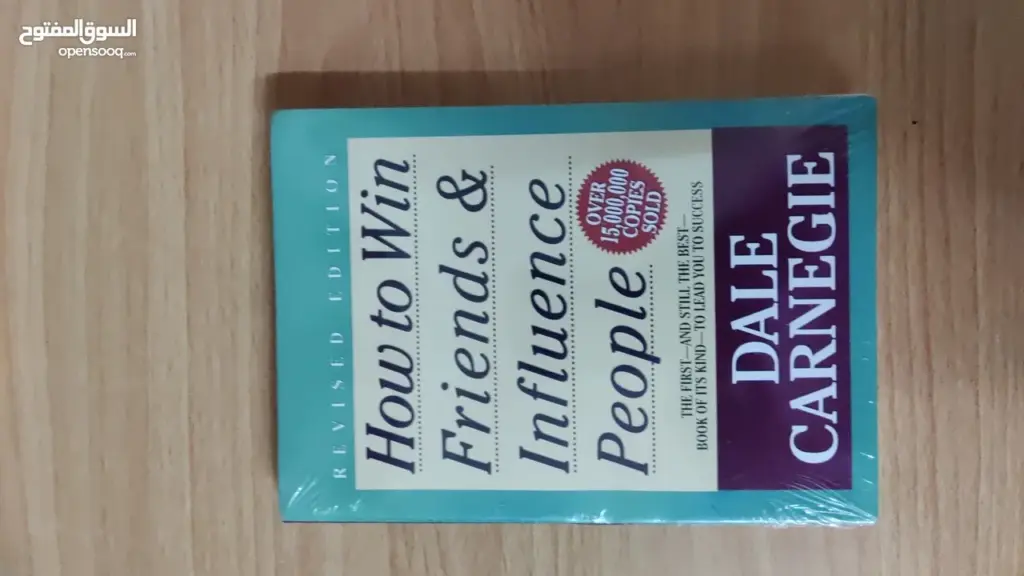 السوق المفتوح
opensooq.com
REVISED EDITION
How to Win
Friends &
Influence
People
OVER
15,000,000
COPIES
SOLD
THE FIRST—AND STILL THE BEST—
BOOK OF ITS KIND—TO LEAD YOU TO SUCCESS
DALE
CARNEGIE